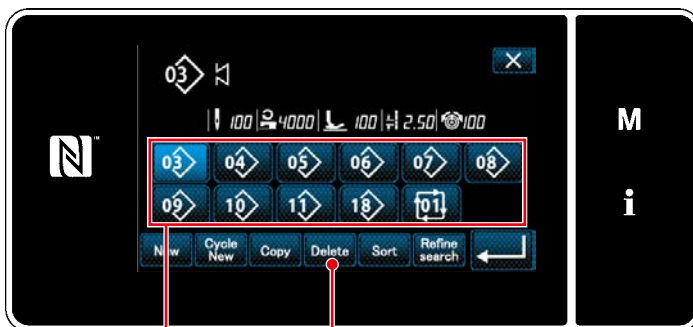 03
100 4000 100 2.50 100
03 04 05 06 07 08
09 10 11 18 01
New Cycle New Copy Delete Sort Refine search
N
M
i